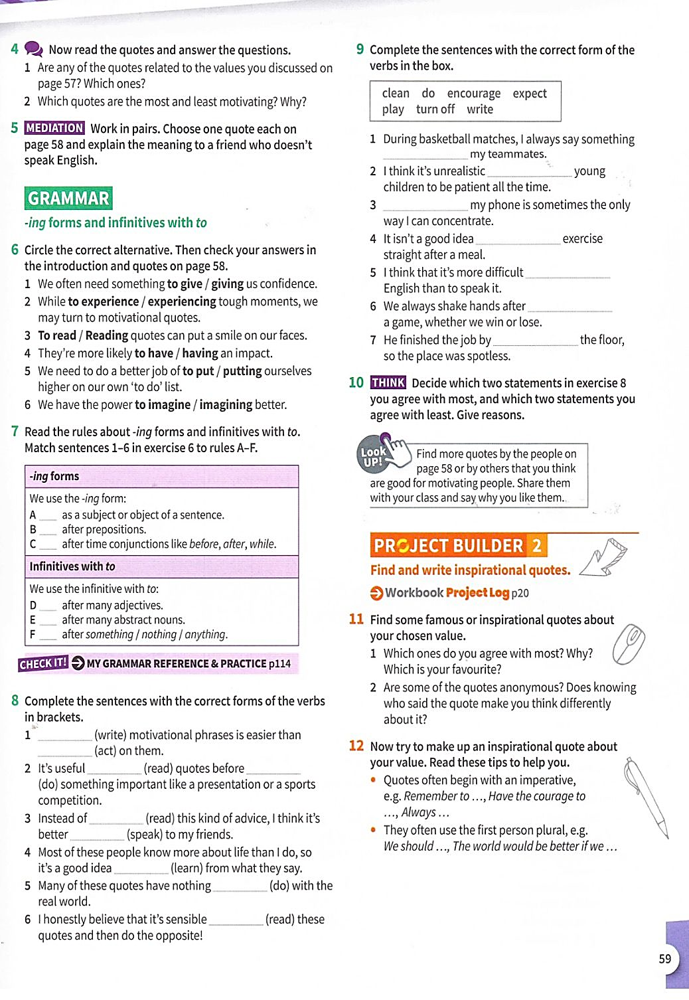 4 Now read the quotes and answer the questions.
1 Are any of the quotes related to the values you discussed on
page 57? Which ones?
2 Which quotes are the most and least motivating? Why?
5 MEDIATION Work in pairs. Choose one quote each on
page 58 and explain the meaning to a friend who doesn't
speak English.
GRAMMAR
-ing forms and infinitives with to
6 Circle the correct alternative. Then check your answers in
the introduction and quotes on page 58.
1 We often need something to give / giving us confidence.
2 While to experience / experiencing tough moments, we
may turn to motivational quotes.
3 To read / Reading quotes can put a smile on our faces.
4 They're more likely to have / having an impact.
5 We need to do a better job of to put / putting ourselves
higher on our own 'to do' list.
6 We have the power to imagine / imagining better.
7 Read the rules about -ing forms and infinitives with to.
Match sentences 1–6 in exercise 6 to rules A–F.
-ing forms
We use the -ing form:
A ____ as a subject or object of a sentence.
B ____ after prepositions.
C ____ after time conjunctions like before, after, while.
Infinitives with to
We use the infinitive with to:
D ____ after many adjectives.
E ____ after many abstract nouns.
F ____ after something / nothing / anything.
CHECK IT! MY GRAMMAR REFERENCE & PRACTICE p114
8 Complete the sentences with the correct forms of the verbs
in brackets.
1 __________ (write) motivational phrases is easier than
__________ (act) on them.
2 It's useful __________ (read) quotes before __________
(do) something important like a presentation or a sports
competition.
3 Instead of __________ (read) this kind of advice, I think it's
better __________ (speak) to my friends.
4 Most of these people know more about life than I do, so
it's a good idea __________ (learn) from what they say.
5 Many of these quotes have nothing __________ (do) with the
real world.
6 I honestly believe that it's sensible __________ (read) these
quotes and then do the opposite!
9 Complete the sentences with the correct form of the
verbs in the box.
clean do encourage expect
play turn off write
1 During basketball matches, I always say something
______________ my teammates.
2 I think it's unrealistic ______________ young
children to be patient all the time.
3 ______________ my phone is sometimes the only
way I can concentrate.
4 It isn't a good idea ______________ exercise
straight after a meal.
5 I think that it's more difficult ______________
English than to speak it.
6 We always shake hands after ______________
a game, whether we win or lose.
7 He finished the job by ______________ the floor,
so the place was spotless.
10 THINK Decide which two statements in exercise 8
you agree with most, and which two statements you
agree with least. Give reasons.
Look UP!
Find more quotes by the people on
page 58 or by others that you think
are good for motivating people. Share them
with your class and say why you like them.
PROJECT BUILDER 2
Find and write inspirational quotes.
Workbook Project Log p20
11 Find some famous or inspirational quotes about
your chosen value.
1 Which ones do you agree with most? Why?
Which is your favourite?
2 Are some of the quotes anonymous? Does knowing
who said the quote make you think differently
about it?
12 Now try to make up an inspirational quote about
your value. Read these tips to help you.
• Quotes often begin with an imperative,
e.g. Remember to ..., Have the courage to
..., Always ...
• They often use the first person plural, e.g.
We should ..., The world would be better if we ...
59